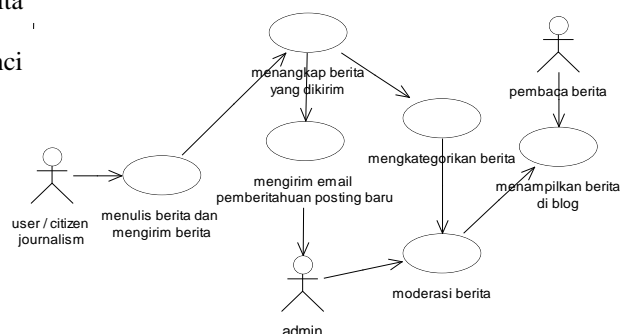 menangkap berita
yang dikirim
pembaca berita
mengkategorikan berita
mengirim email
pemberitahuan posting baru
menampilkan berita
di blog
user / citizen
journalism
menulis berita dan
mengirim berita
moderasi berita
admin